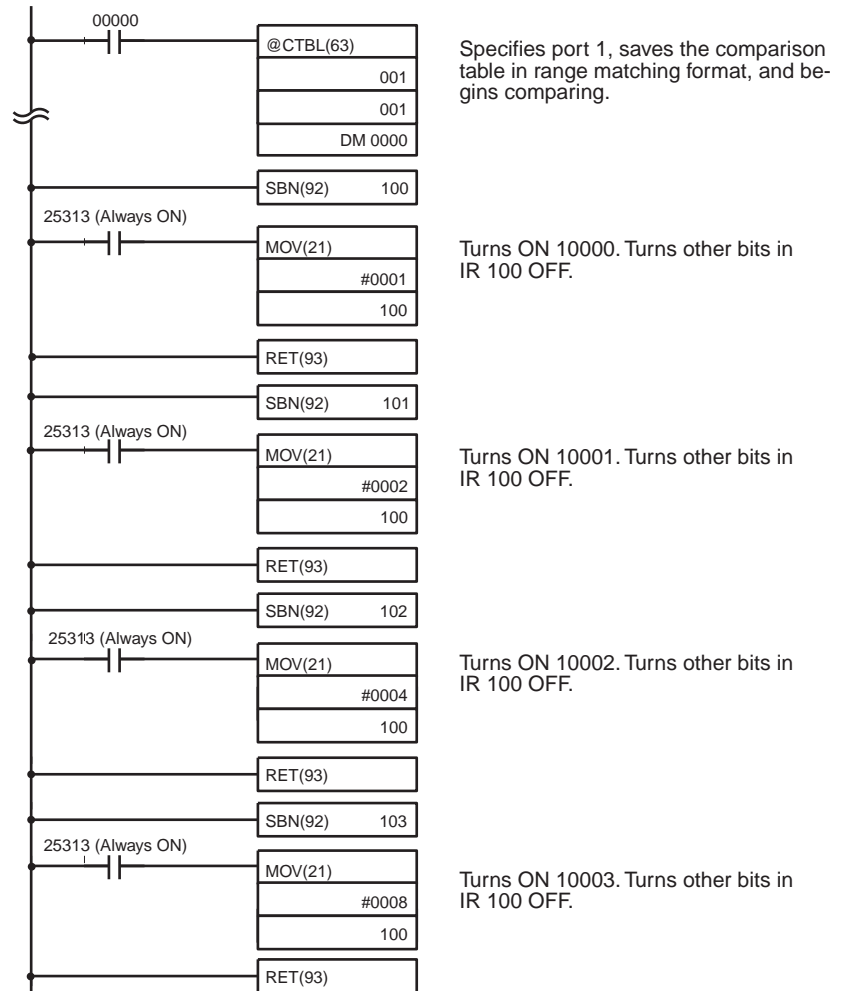 00000
@CTBL(63)
001
001
DM 0000
Specifies port 1, saves the comparison
table in range matching format, and be-
gins comparing.
SBN(92) 100
25313 (Always ON)
MOV(21)
#0001
100
Turns ON 10000. Turns other bits in
IR 100 OFF.
RET(93)
SBN(92) 101
25313 (Always ON)
MOV(21)
#0002
100
Turns ON 10001. Turns other bits in
IR 100 OFF.
RET(93)
SBN(92) 102
25313 (Always ON)
MOV(21)
#0004
100
Turns ON 10002. Turns other bits in
IR 100 OFF.
RET(93)
SBN(92) 103
25313 (Always ON)
MOV(21)
#0008
100
Turns ON 10003. Turns other bits in
IR 100 OFF.
RET(93)